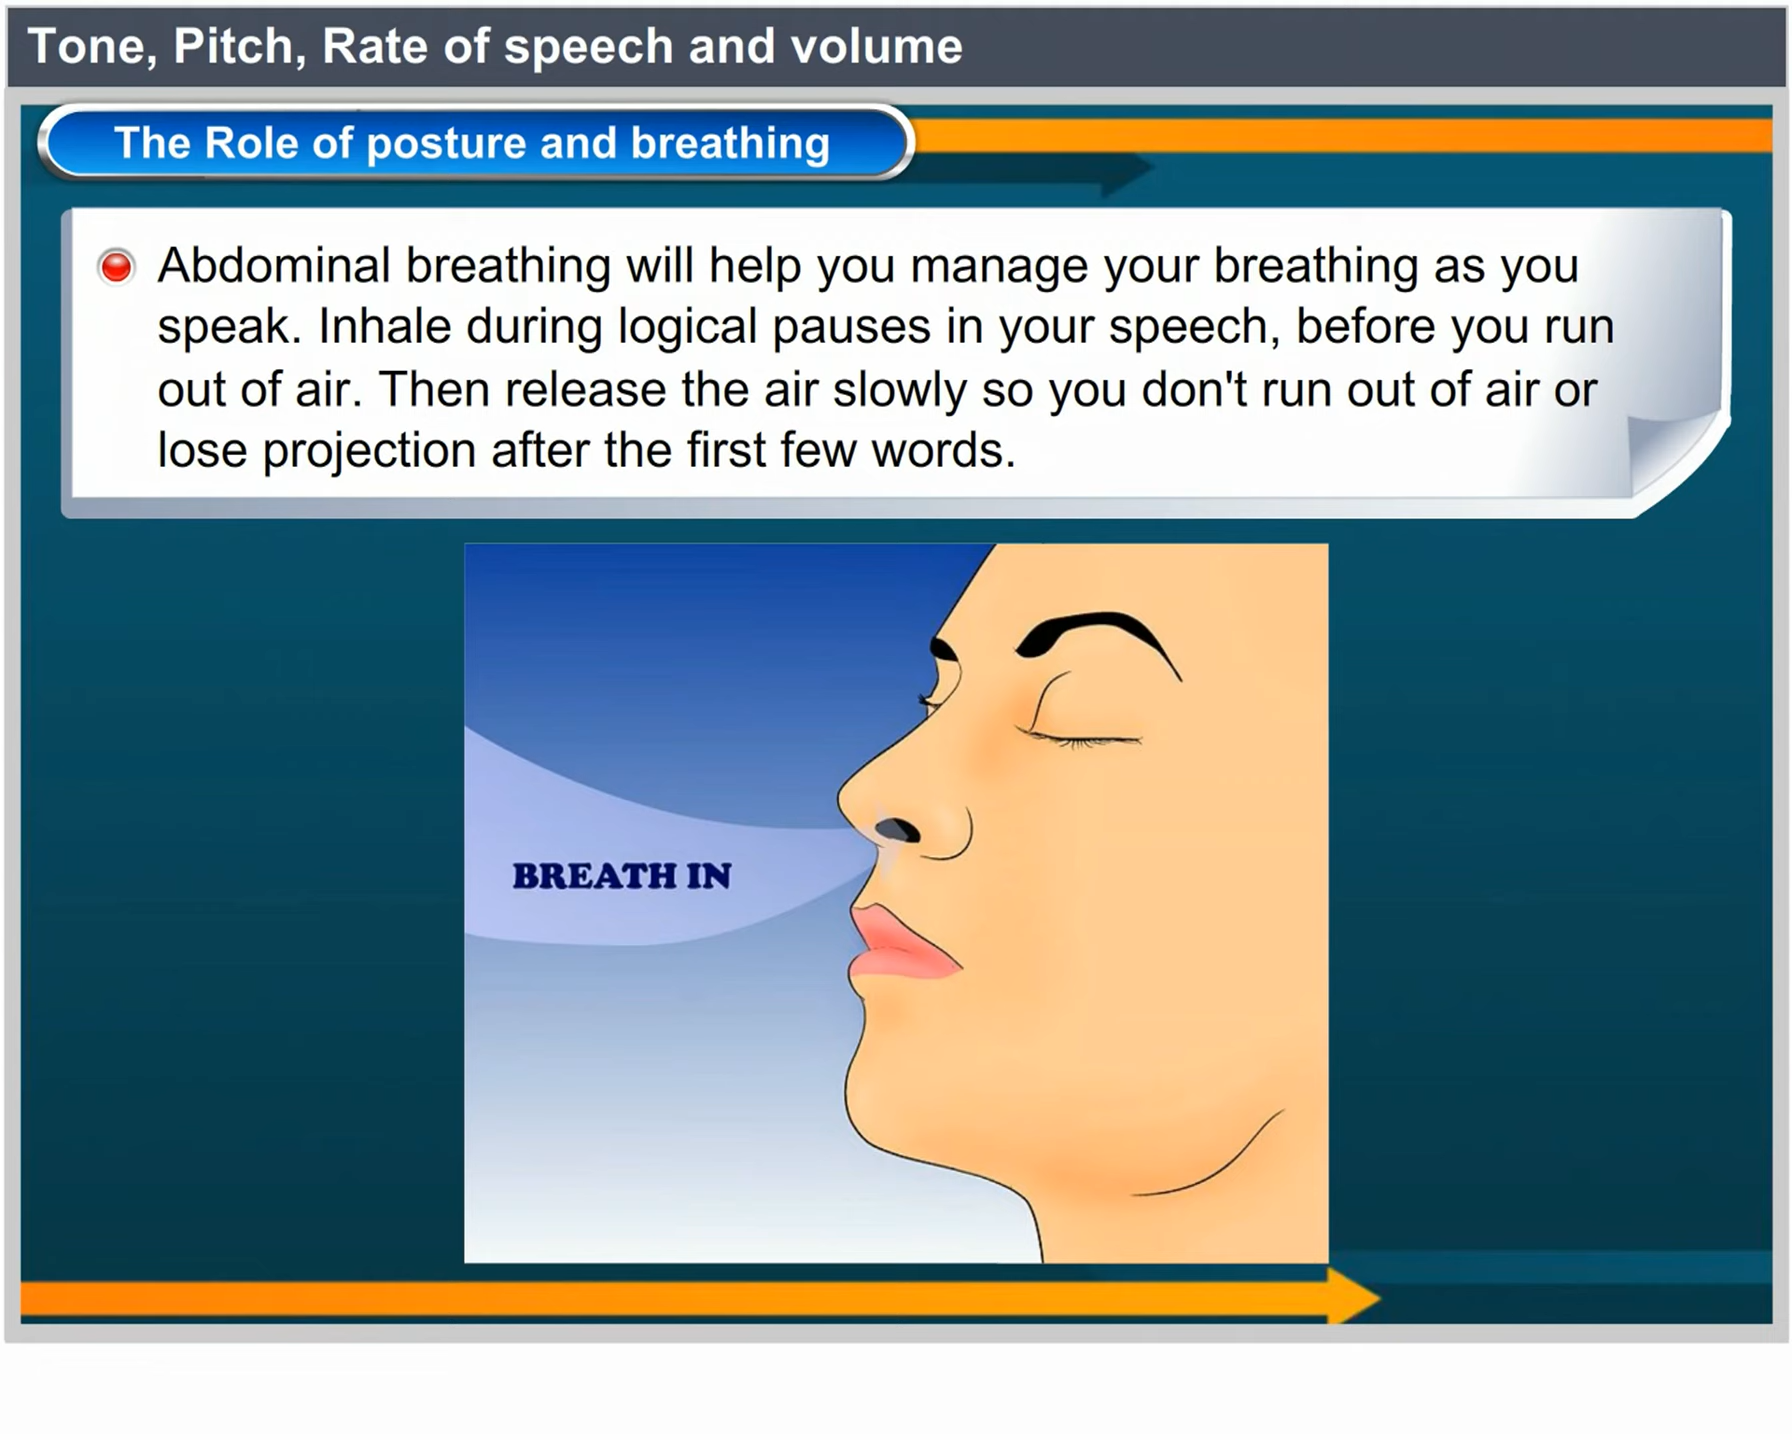 Tone, Pitch, Rate of speech and volume
The Role of posture and breathing
Abdominal breathing will help you manage your breathing as you
speak. Inhale during logical pauses in your speech, before you run
out of air. Then release the air slowly so you don't run out of air or
lose projection after the first few words.
BREATH IN